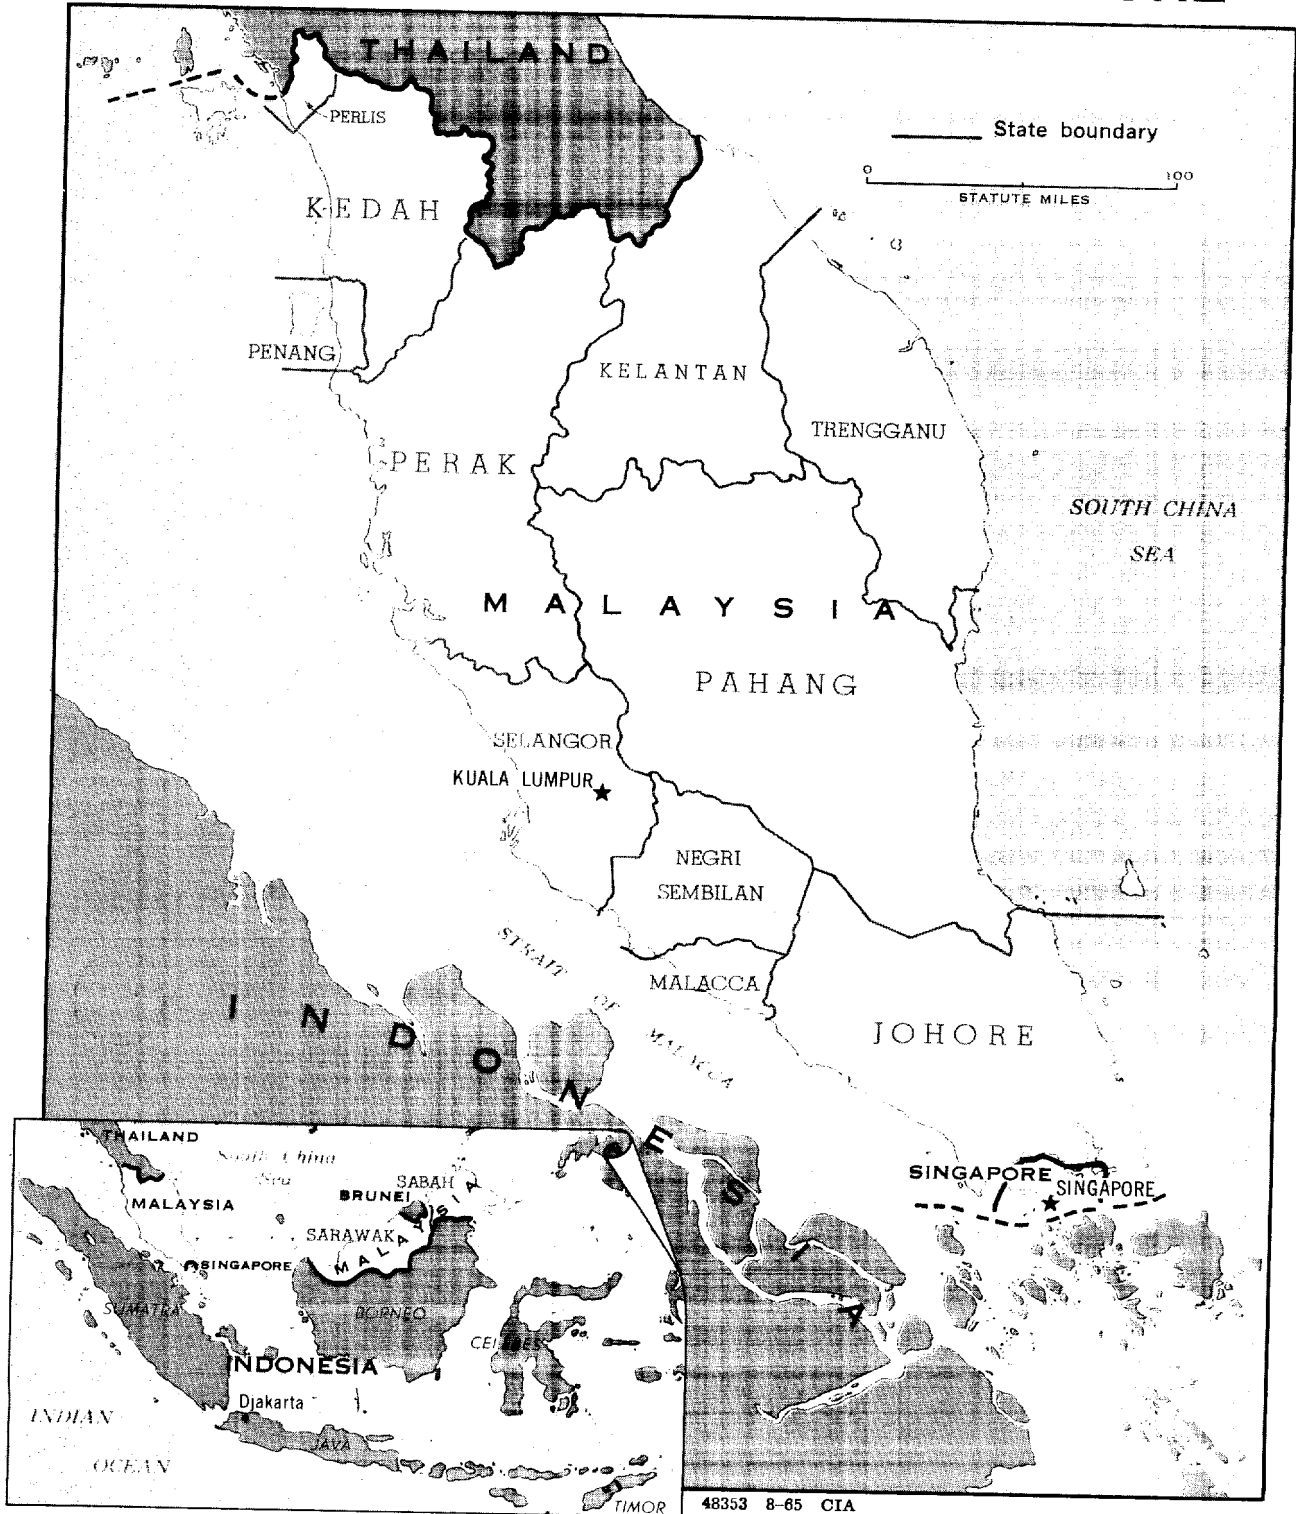 THAILAND
PERLIS
State boundary
0 100
STATUTE MILES
KEDAH
PENANG
KELANTAN
TRENGGANU
PERAK
SOUTH CHINA
SEA
MALAYSIA
PAHANG
SELANGOR
KUALA LUMPUR
NEGRI
SEMBILAN
STRAIT OF MALACCA
MALACCA
JOHORE
INDONESIA
SINGAPORE
SINGAPORE
THAILAND
South China
Sea
SABAH
BRUNEI
MALAYSIA
SARAWAK
MALAYSIA
SINGAPORE
SUMATRA
BORNEO
CELEBES
INDONESIA
Djakarta
INDIAN
OCEAN
JAVA
TIMOR
48353 8-65 CIA